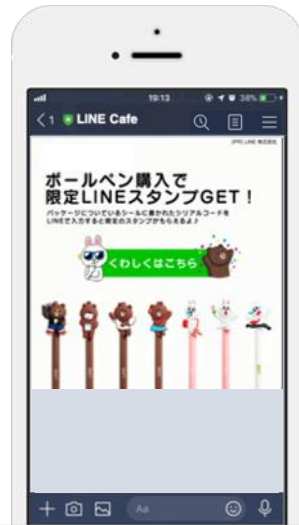 19:13
38%
1 LINE Cafe
[PR] LINE 株式会社
ボールペン購入で
限定LINEスタンプGET！
パッケージについているシールに書かれたシリアルコードを
LINEで入力すると限定のスタンプがもらえるよ♪
くわしくはこちら
Aa